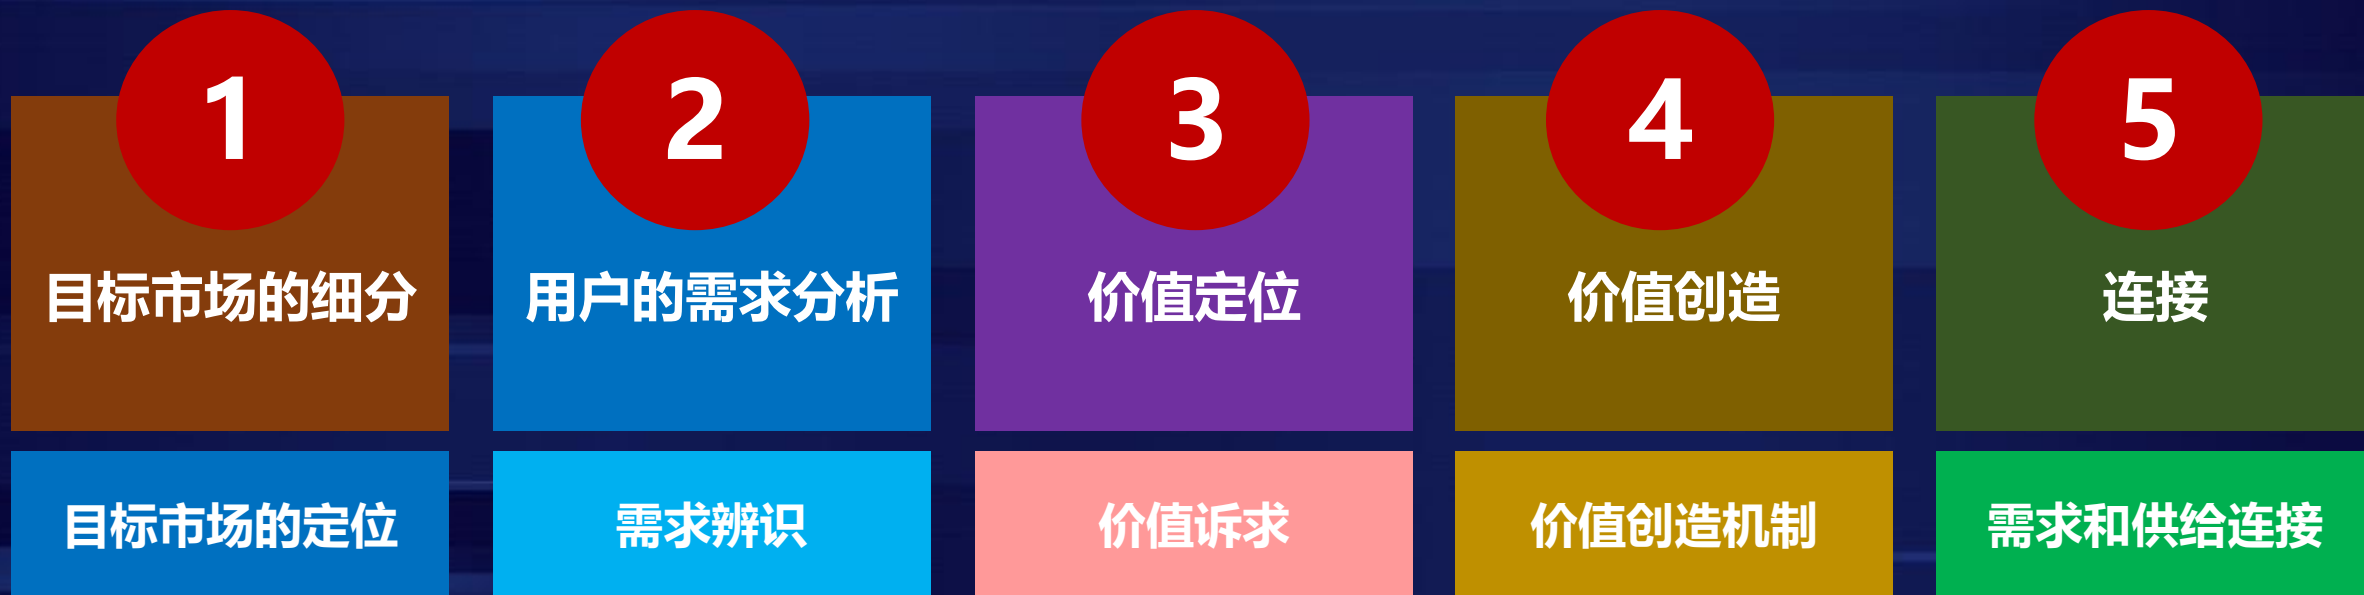 1
2
3
4
5
目标市场的细分
用户的需求分析
价值定位
价值创造
连接
目标市场的定位
需求辨识
价值诉求
价值创造机制
需求和供给连接